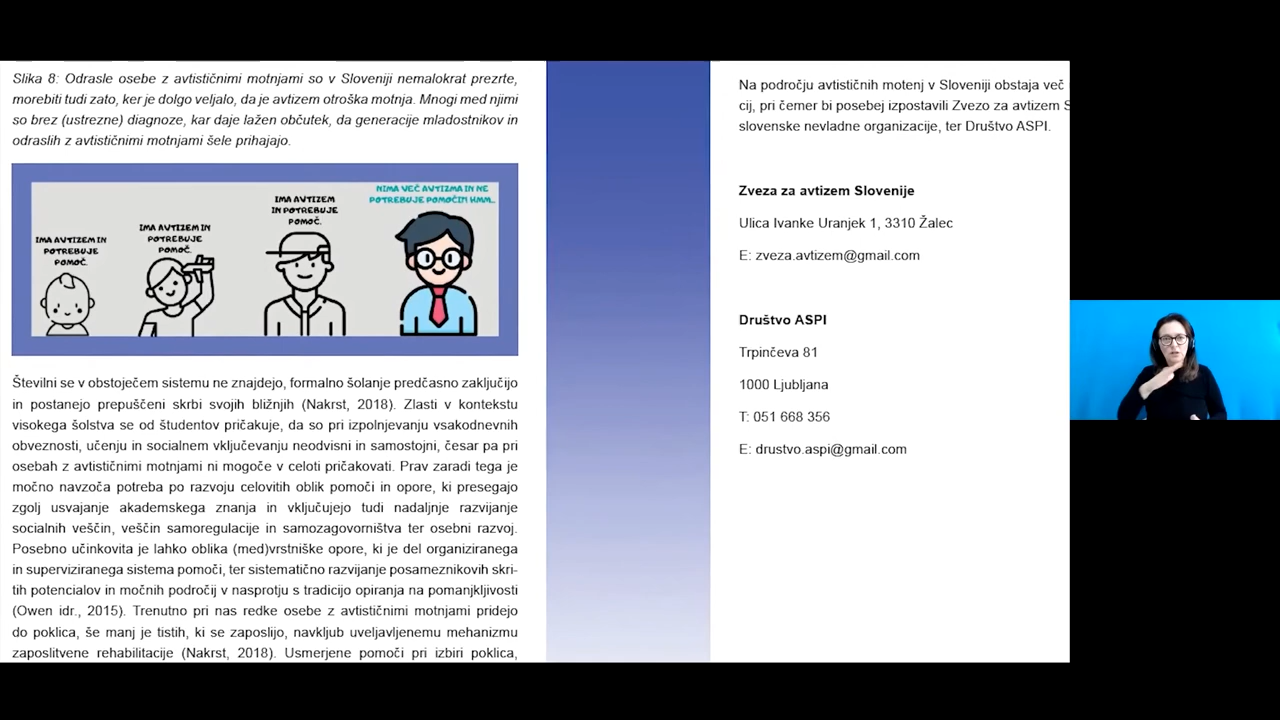 Slika 8: Odrasle osebe z avtističnimi motnjami so v Sloveniji nemalokrat prezrte,
morebiti tudi zato, ker je dolgo veljalo, da je avtizem otroška motnja. Mnogi med njimi
so brez (ustrezne) diagnoze, kar daje lažen občutek, da generacije mladostnikov in
odraslih z avtističnimi motnjami šele prihajajo.
IMA AVTIZEM IN
POTREBUJE
POMOČ.
IMA AVTIZEM IN
POTREBUJE
POMOČ.
IMA AVTIZEM
IN POTREBUJE
POMOČ.
NIMA VEČ AVTIZMA IN NE
POTREBUJE POMOČI!! HMM..
Številni se v obstoječem sistemu ne znajdejo, formalno šolanje predčasno zaključijo
in postanejo prepuščeni skrbi svojih bližnjih (Nakrst, 2018). Zlasti v kontekstu
visokega šolstva se od študentov pričakuje, da so pri izpolnjevanju vsakodnevnih
obveznosti, učenju in socialnem vključevanju neodvisni in samostojni, česar pa pri
osebah z avtističnimi motnjami ni mogoče v celoti pričakovati. Prav zaradi tega je
močno navzoča potreba po razvoju celovitih oblik pomoči in opore, ki presegajo
zgolj usvajanje akademskega znanja in vključujejo tudi nadaljnje razvijanje
socialnih veščin, veščin samoregulacije in samozagovorništva ter osebni razvoj.
Posebno učinkovita je lahko oblika (med)vrstniške opore, ki je del organiziranega
in superviziranega sistema pomoči, ter sistematično razvijanje posameznikovih skri-
tih potencialov in močnih področij v nasprotju s tradicijo opiranja na pomanjkljivosti
(Owen idr., 2015). Trenutno pri nas redke osebe z avtističnimi motnjami pridejo
do poklica, še manj je tistih, ki se zaposlijo, navkljub uveljavljenemu mehanizmu
zaposlitvene rehabilitacije (Nakrst, 2018). Usmerjene pomoči pri izbiri poklica,
Na področju avtističnih motenj v Sloveniji obstaja več
cij, pri čemer bi posebej izpostavili Zvezo za avtizem S
slovenske nevladne organizacije, ter Društvo ASPI.
Zveza za avtizem Slovenije
Ulica Ivanke Uranjek 1, 3310 Žalec
E: zveza.avtizem@gmail.com
Društvo ASPI
Trpinčeva 81
1000 Ljubljana
T: 051 668 356
E: drustvo.aspi@gmail.com